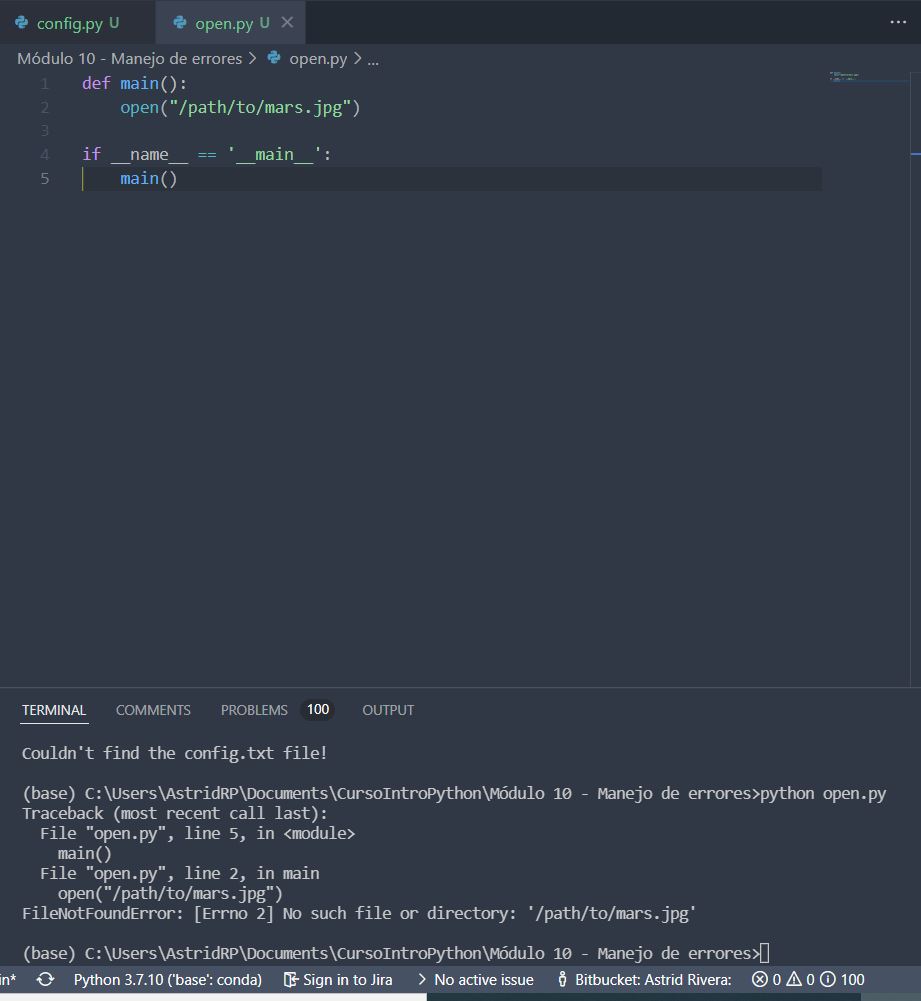 config.py U open.py U ...
Módulo 10 - Manejo de errores > open.py > ...
1 def main():
2 open("/path/to/mars.jpg")
3
4 if __name__ == '__main__':
5 main()
TERMINAL COMMENTS PROBLEMS 100 OUTPUT
Couldn't find the config.txt file!
(base) C:\Users\AstridRP\Documents\CursoIntroPython\Módulo 10 - Manejo de errores>python open.py
Traceback (most recent call last):
File "open.py", line 5, in <module>
main()
File "open.py", line 2, in main
open("/path/to/mars.jpg")
FileNotFoundError: [Errno 2] No such file or directory: '/path/to/mars.jpg'
(base) C:\Users\AstridRP\Documents\CursoIntroPython\Módulo 10 - Manejo de errores>
in* Python 3.7.10 ('base': conda) Sign in to Jira > No active issue Bitbucket: Astrid Rivera: 0 0 100